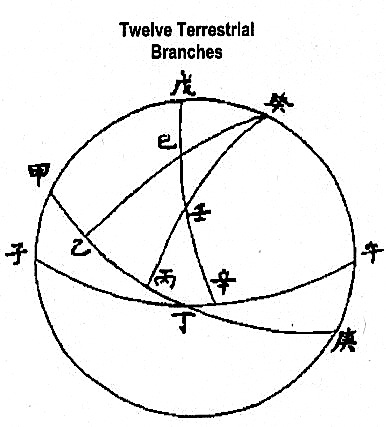 Twelve Terrestrial
Branches
戊
癸
巳
甲
壬
乙
子
午
丙
辛
丁
庚